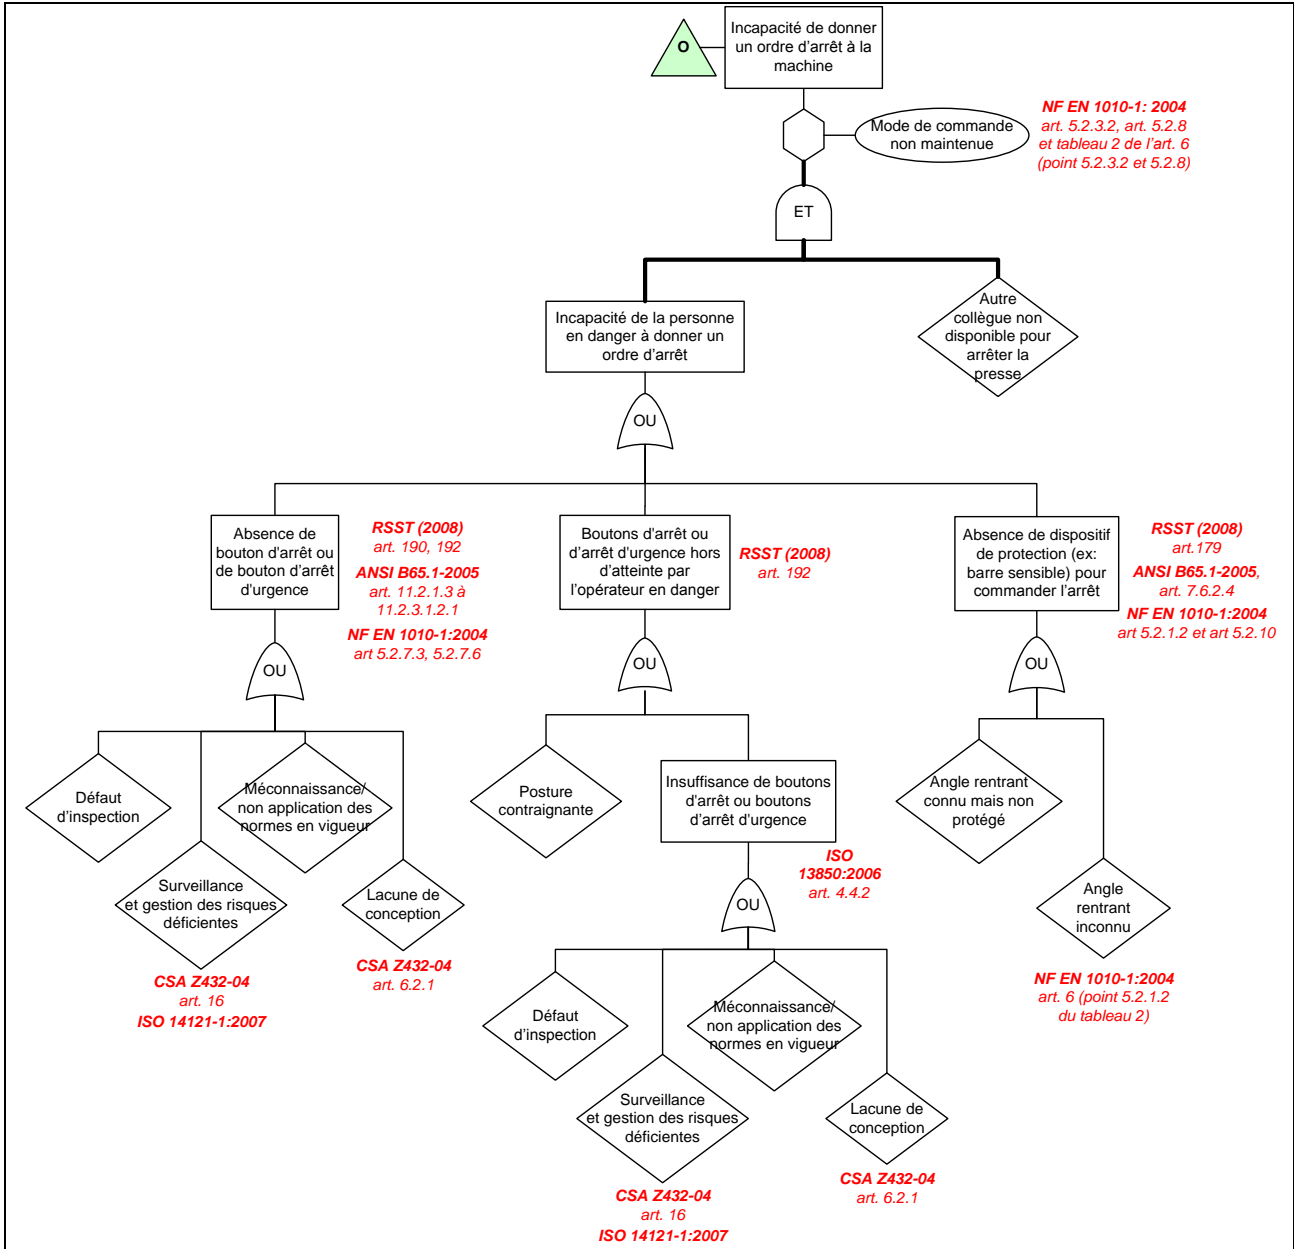 O
Incapacité de donner
un ordre d'arrêt à la
machine
Mode de commande
non maintenue
NF EN 1010-1: 2004
art. 5.2.3.2, art. 5.2.8
et tableau 2 de l'art. 6
(point 5.2.3.2 et 5.2.8)
ET
Incapacité de la personne
en danger à donner un
ordre d'arrêt
Autre
collègue non
disponible pour
arrêter la
presse
OU
Absence de
bouton d'arrêt ou
de bouton d'arrêt
d'urgence
RSST (2008)
art. 190, 192
ANSI B65.1-2005
art. 11.2.1.3 à
11.2.3.1.2.1
NF EN 1010-1:2004
art 5.2.7.3, 5.2.7.6
Boutons d'arrêt ou
d'arrêt d'urgence hors
d'atteinte par
l'opérateur en danger
RSST (2008)
art. 192
Absence de dispositif
de protection (ex:
barre sensible) pour
commander l'arrêt
RSST (2008)
art.179
ANSI B65.1-2005,
art. 7.6.2.4
NF EN 1010-1:2004
art 5.2.1.2 et art 5.2.10
OU
OU
OU
Défaut
d'inspection
Surveillance
et gestion des risques
déficientes
CSA Z432-04
art. 16
ISO 14121-1:2007
Méconnaissance/
non application des
normes en vigueur
Lacune de
conception
CSA Z432-04
art. 6.2.1
Posture
contraignante
Insuffisance de boutons
d'arrêt ou boutons
d'arrêt d'urgence
ISO
13850:2006
art. 4.4.2
OU
Angle rentrant
connu mais non
protégé
Angle
rentrant
inconnu
NF EN 1010-1:2004
art. 6 (point 5.2.1.2
du tableau 2)
Défaut
d'inspection
Surveillance
et gestion des risques
déficientes
CSA Z432-04
art. 16
ISO 14121-1:2007
Méconnaissance/
non application des
normes en vigueur
Lacune de
conception
CSA Z432-04
art. 6.2.1